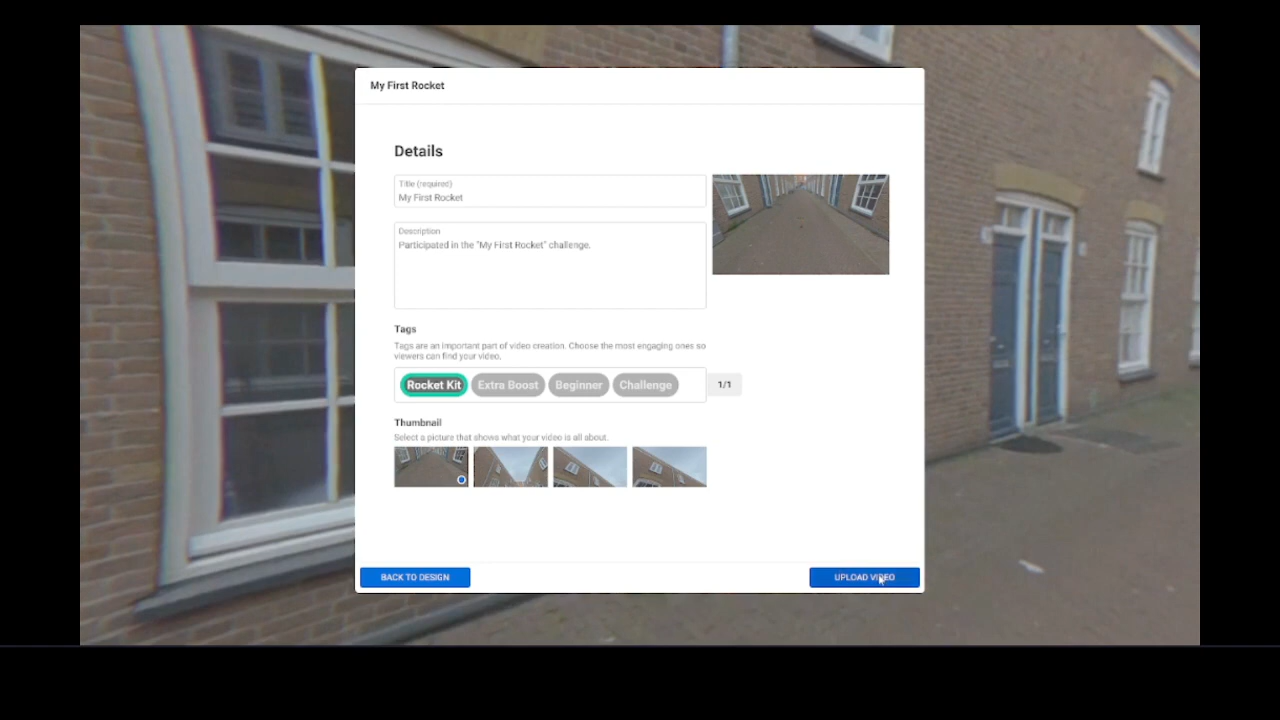 My First Rocket
Details
Title (required)
My First Rocket
Description
Participated in the "My First Rocket" challenge.
Tags
Tags are an important part of video creation. Choose the most engaging ones so
viewers can find your video.
Rocket Kit Extra Boost Beginner Challenge 1/1
Thumbnail
Select a picture that shows what your video is all about.
BACK TO DESIGN UPLOAD VIDEO